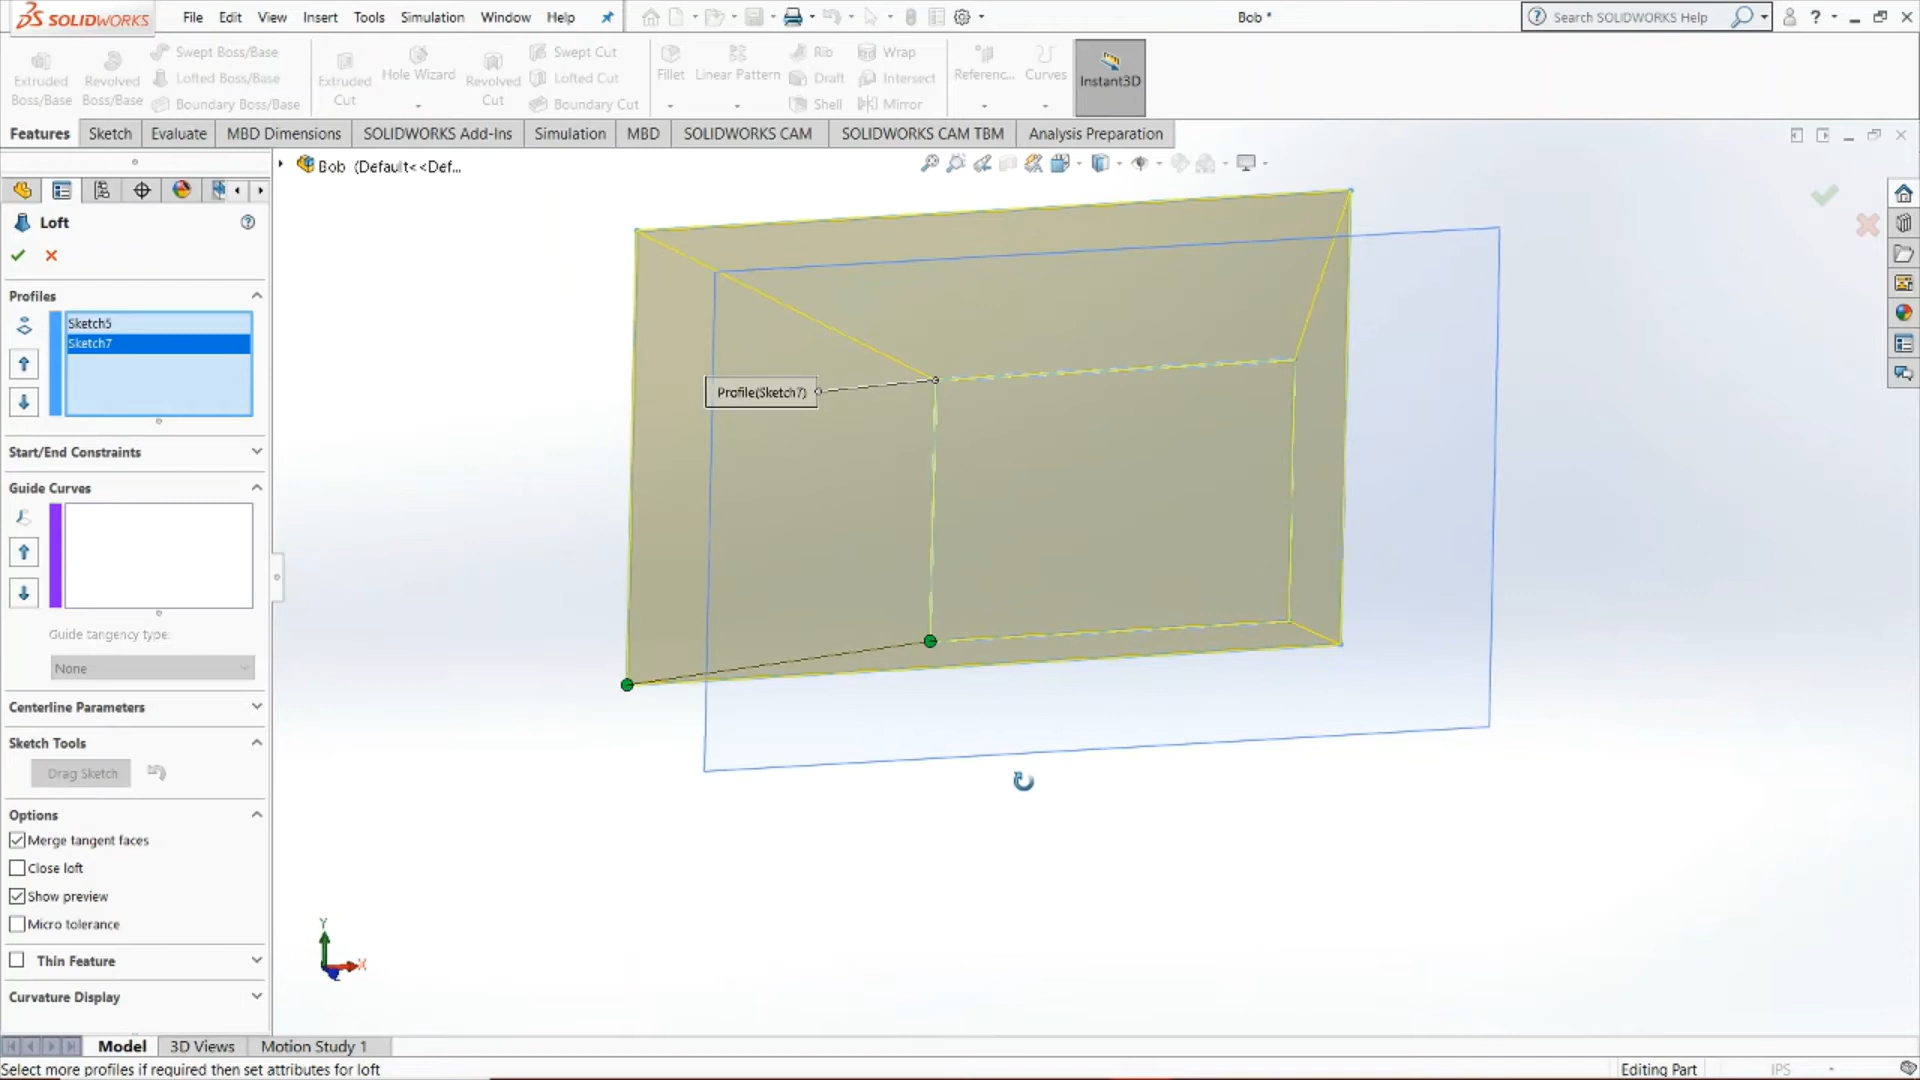 SOLIDWORKS File Edit View Insert Tools Simulation Window Help Bob * Search SOLIDWORKS Help
Extruded Boss/Base
Revolved Boss/Base
Swept Boss/Base
Lofted Boss/Base
Boundary Boss/Base
Extruded Cut
Hole Wizard
Revolved Cut
Swept Cut
Lofted Cut
Boundary Cut
Fillet
Linear Pattern
Rib
Draft
Shell
Wrap
Intersect
Mirror
Referenc...
Curves
Instant3D
Features Sketch Evaluate MBD Dimensions SOLIDWORKS Add-Ins Simulation MBD SOLIDWORKS CAM SOLIDWORKS CAM TBM Analysis Preparation
Bob (Default<<Def...
Loft
Profiles
Sketch5
Sketch7
Profile(Sketch7)
Start/End Constraints
Guide Curves
Guide tangency type:
None
Centerline Parameters
Sketch Tools
Drag Sketch
Options
Merge tangent faces
Close loft
Show preview
Micro tolerance
Thin Feature
Curvature Display
Y
X
Model 3D Views Motion Study 1
Select more profiles if required then set attributes for loft Editing Part IPS